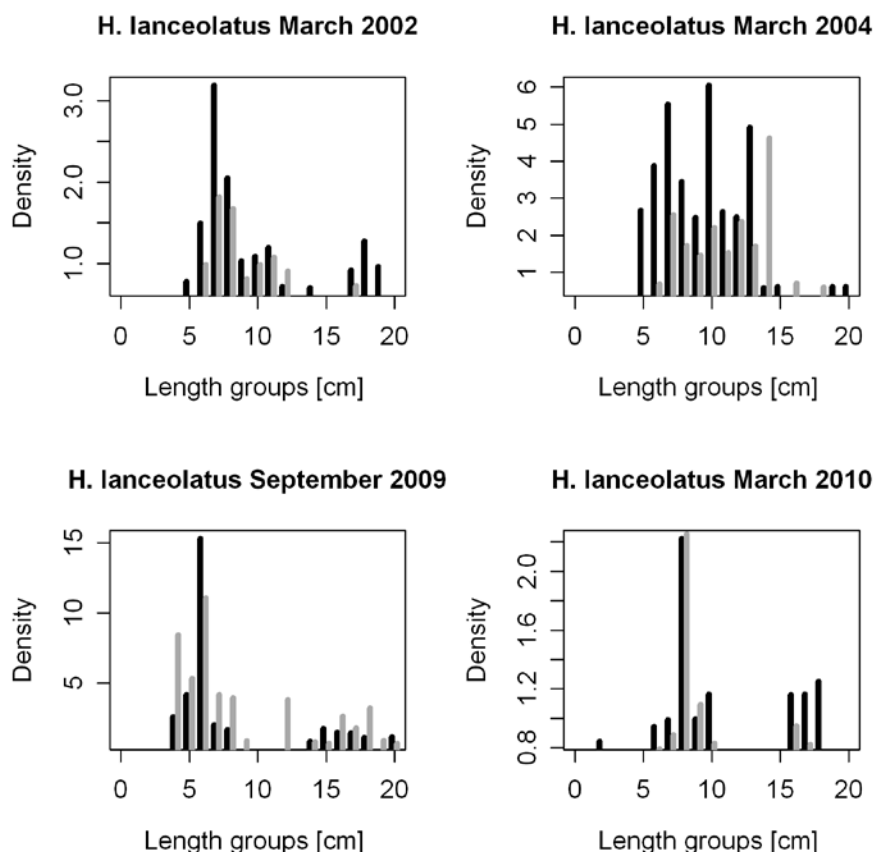 H. lanceolatus March 2002
Density
1.0 2.0 3.0
0 5 10 15 20
Length groups [cm]
H. lanceolatus March 2004
Density
1 2 3 4 5 6
0 5 10 15 20
Length groups [cm]
H. lanceolatus September 2009
Density
5 10 15
0 5 10 15 20
Length groups [cm]
H. lanceolatus March 2010
Density
0.8 1.2 1.6 2.0
0 5 10 15 20
Length groups [cm]